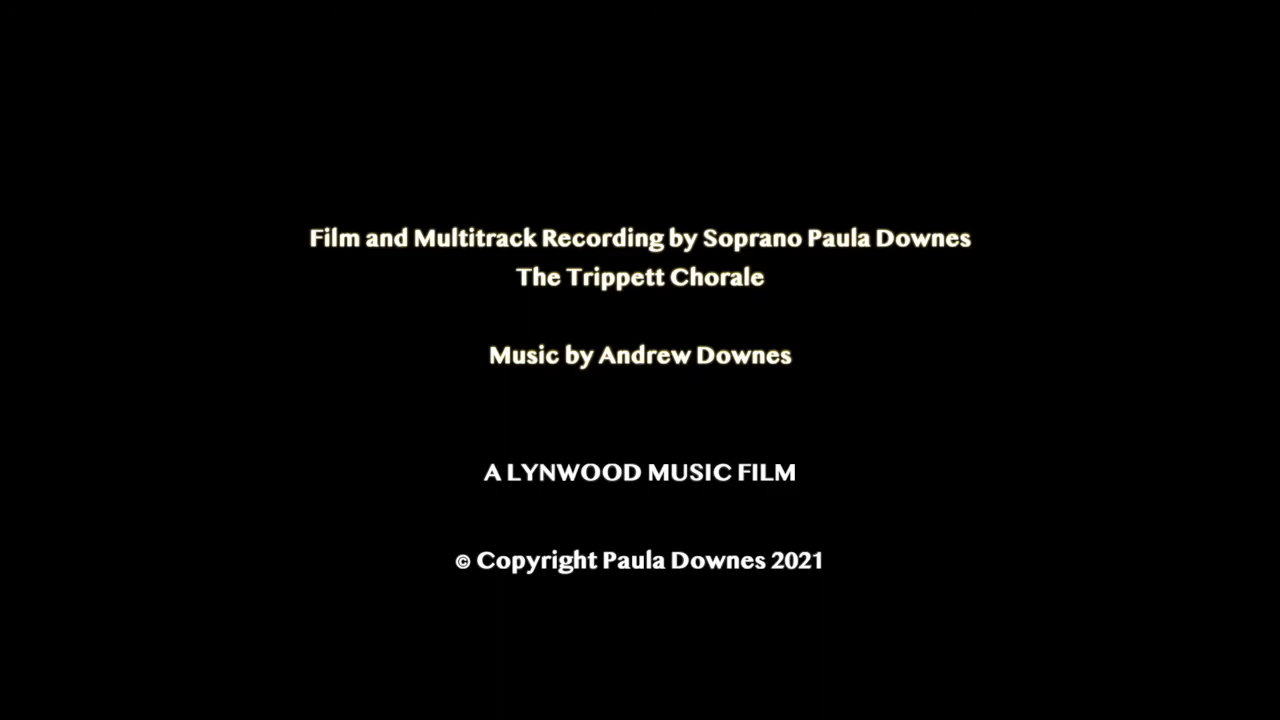 Film and Multitrack Recording by Soprano Paula Downes
The Trippett Chorale
Music by Andrew Downes
A LYNWOOD MUSIC FILM
© Copyright Paula Downes 2021